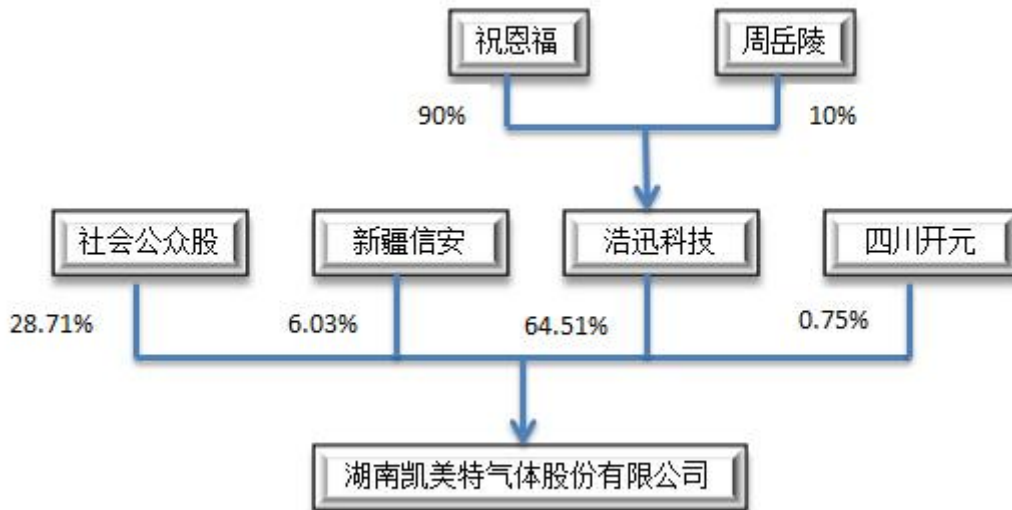 祝恩福
周岳陵
90%
10%
社会公众股
新疆信安
浩迅科技
四川开元
28.71%
6.03%
64.51%
0.75%
湖南凯美特气体股份有限公司